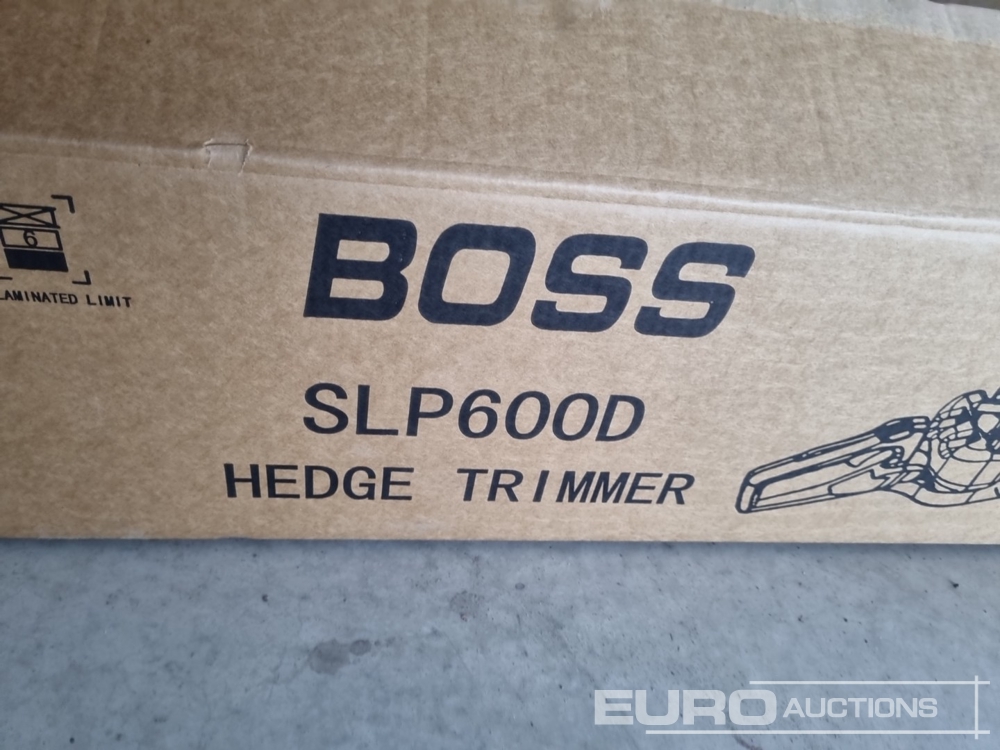 6
LAMINATED LIMIT
BOSS
SLP600D
HEDGE TRIMMER
EURO AUCTIONS